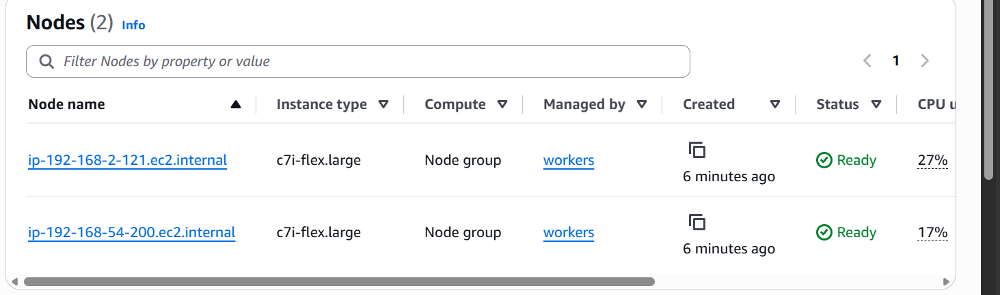 Nodes (2) Info
Filter Nodes by property or value
1
Node name Instance type Compute Managed by Created Status CPU u
ip-192-168-2-121.ec2.internal c7i-flex.large Node group workers 6 minutes ago Ready 27%
ip-192-168-54-200.ec2.internal c7i-flex.large Node group workers 6 minutes ago Ready 17%